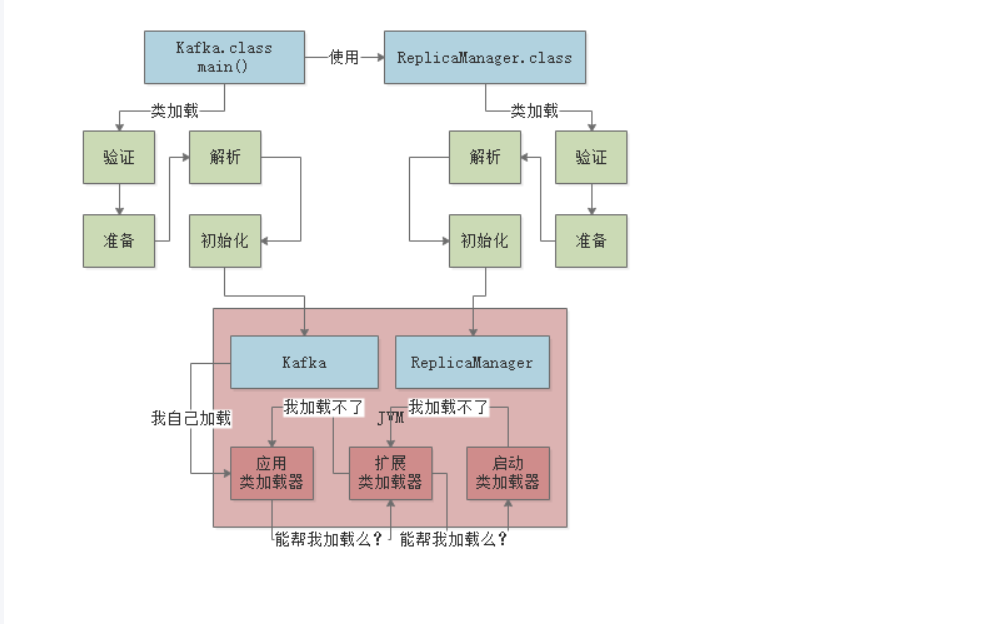 Kafka.class
main()
使用
ReplicaManager.class
类加载
类加载
验证
解析
解析
验证
准备
初始化
初始化
准备
Kafka
ReplicaManager
我自己加载
我加载不了
JVM
我加载不了
应用
类加载器
扩展
类加载器
启动
类加载器
能帮我加载么?
能帮我加载么?